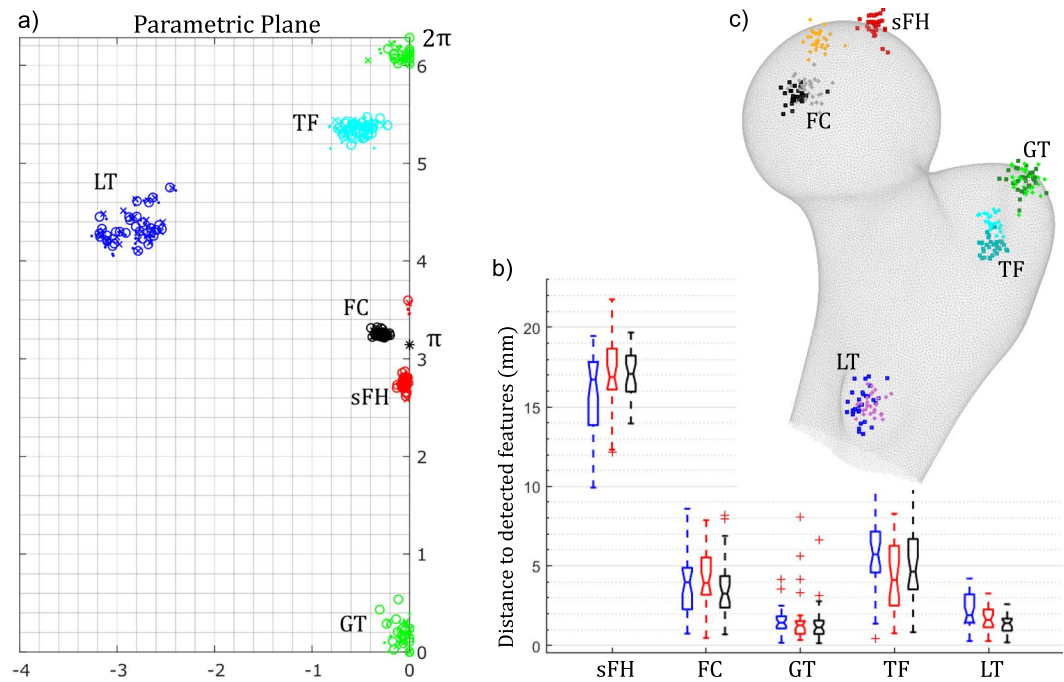 a)
Parametric Plane
2π
6
TF
5
LT
4
FC
π
3
sFH
2
1
GT
0
-4
-3
-2
-1
0
c)
sFH
FC
GT
TF
LT
b)
Distance to detected features (mm)
20
15
10
5
0
sFH
FC
GT
TF
LT